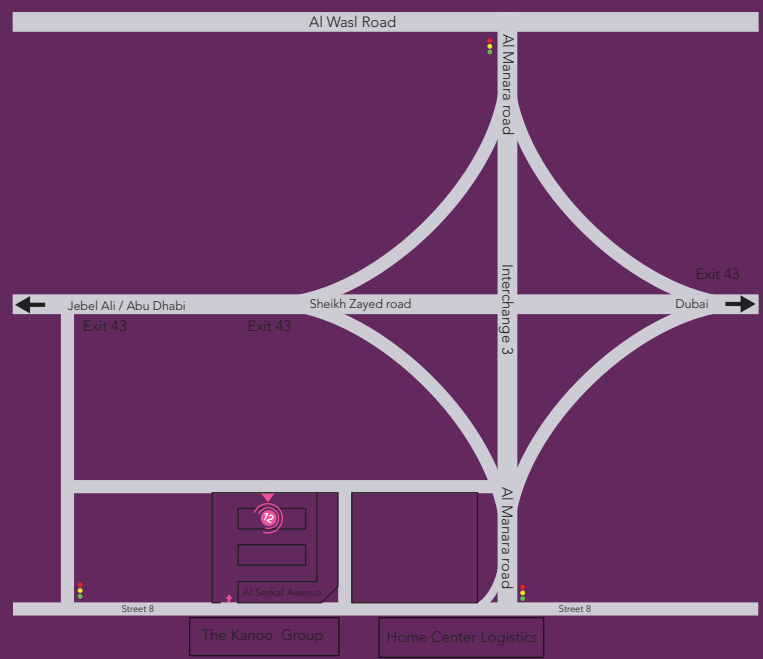 Al Wasl Road
Al Manara road
Exit 43
Interchange 3
Jebel Ali / Abu Dhabi
Sheikh Zayed road
Dubai
Exit 43
Exit 43
12
Al Manara road
Al Serkal Avenue
Street 8
Street 8
The Kanoo Group
Home Center Logistics